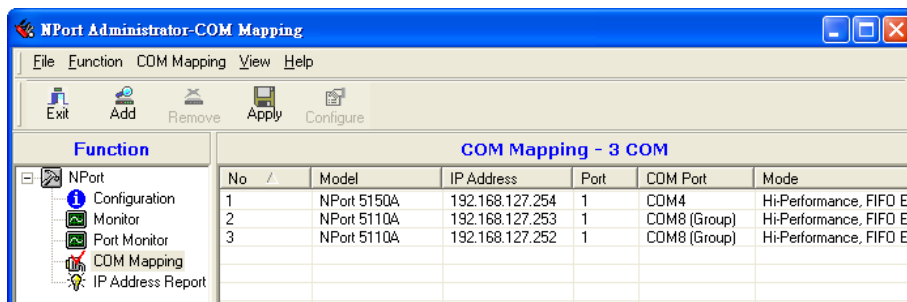 NPort Administrator-COM Mapping
File Function COM Mapping View Help
Exit Add Remove Apply Configure
Function
COM Mapping - 3 COM
NPort
Configuration
Monitor
Port Monitor
COM Mapping
IP Address Report
No Model IP Address Port COM Port Mode
1 NPort 5150A 192.168.127.254 1 COM4 Hi-Performance, FIFO E
2 NPort 5110A 192.168.127.253 1 COM8 (Group) Hi-Performance, FIFO E
3 NPort 5110A 192.168.127.252 1 COM8 (Group) Hi-Performance, FIFO E